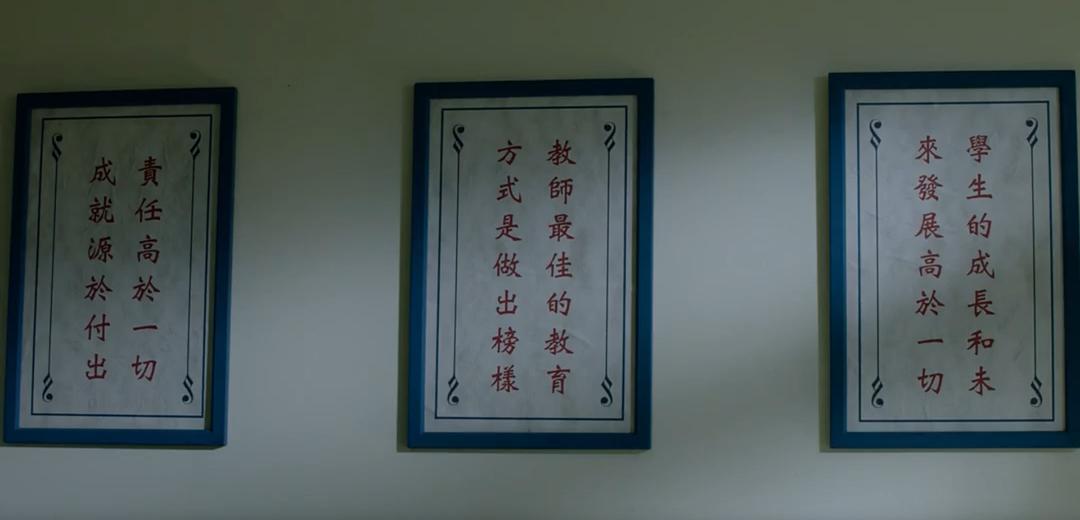 學生的成長和未
來發展高於一切
教師最佳的教育
方式是做出榜樣
責任高於一切
成就源於付出